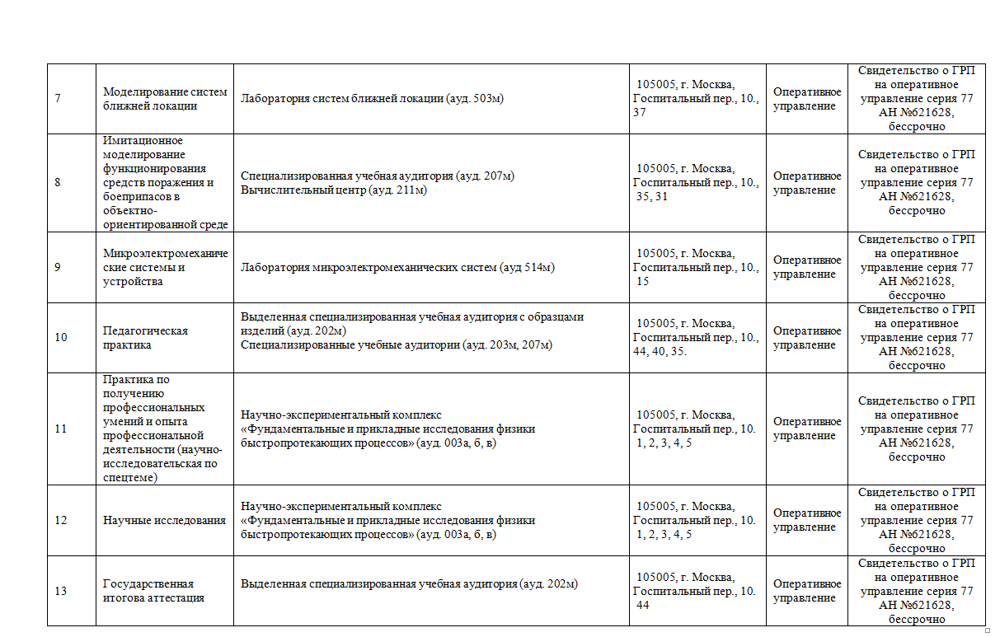 7
Моделирование систем
ближней локации
Лаборатория систем ближней локации (ауд. 503м)
105005, г. Москва,
Госпитальный пер., 10.,
37
Оперативное
управление
Свидетельство о ГРП
на оперативное
управление серия 77
АН №621628,
бессрочно
8
Имитационное
моделирование
функционирования
средств поражения и
боеприпасов в
объектно-
ориентированной среде
Специализированная учебная аудитория (ауд. 207м)
Вычислительный центр (ауд. 211м)
105005, г. Москва,
Госпитальный пер., 10.,
35, 31
Оперативное
управление
Свидетельство о ГРП
на оперативное
управление серия 77
АН №621628,
бессрочно
9
Микроэлектромеханиче
ские системы и
устройства
Лаборатория микроэлектромеханических систем (ауд 514м)
105005, г. Москва,
Госпитальный пер., 10.,
15
Оперативное
управление
Свидетельство о ГРП
на оперативное
управление серия 77
АН №621628,
бессрочно
10
Педагогическая
практика
Выделенная специализированная учебная аудитория с образцами
изделий (ауд. 202м)
Специализированные учебные аудитории (ауд. 203м, 207м)
105005, г. Москва,
Госпитальный пер., 10.,
44, 40, 35.
Оперативное
управление
Свидетельство о ГРП
на оперативное
управление серия 77
АН №621628,
бессрочно
11
Практика по
получению
профессиональных
умений и опыта
профессиональной
деятельности (научно-
исследовательская по
спецтеме)
Научно-экспериментальный комплекс
«Фундаментальные и прикладные исследования физики
быстропротекающих процессов» (ауд. 003а, б, в)
105005, г. Москва,
Госпитальный пер., 10.
1, 2, 3, 4, 5
Оперативное
управление
Свидетельство о ГРП
на оперативное
управление серия 77
АН №621628,
бессрочно
12
Научные исследования
Научно-экспериментальный комплекс
«Фундаментальные и прикладные исследования физики
быстропротекающих процессов» (ауд. 003а, б, в)
105005, г. Москва,
Госпитальный пер., 10.
1, 2, 3, 4, 5
Оперативное
управление
Свидетельство о ГРП
на оперативное
управление серия 77
АН №621628,
бессрочно
13
Государственная
итогова аттестация
Выделенная специализированная учебная аудитория (ауд. 202м)
105005, г. Москва,
Госпитальный пер., 10.
44
Оперативное
управление
Свидетельство о ГРП
на оперативное
управление серия 77
АН №621628,
бессрочно